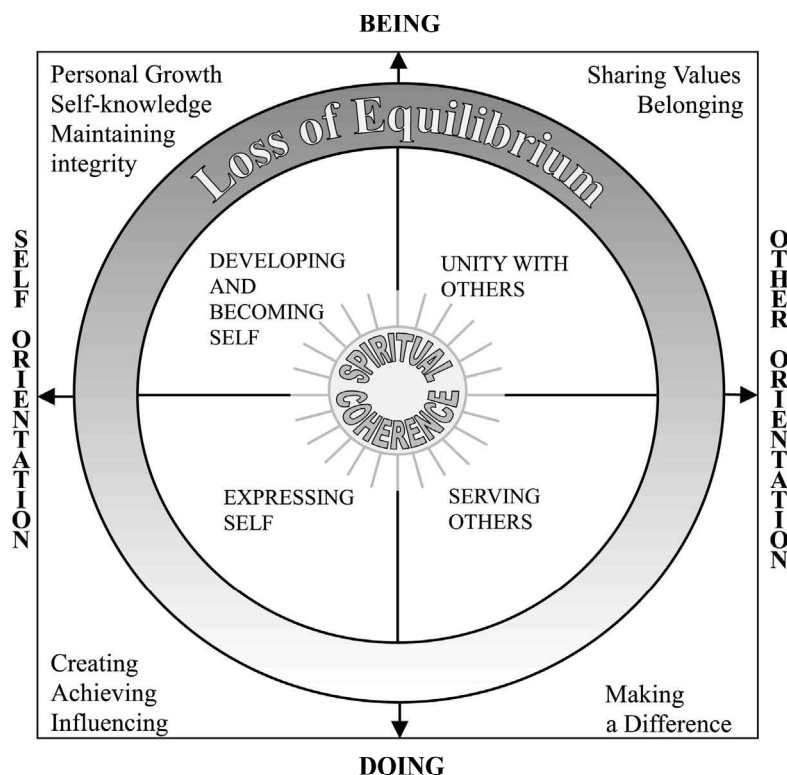 BEING
Personal Growth
Self-knowledge
Maintaining
integrity
Sharing Values
Belonging
Loss of Equilibrium
SELF ORIENTATION
OTHER ORIENTATION
DEVELOPING
AND
BECOMING
SELF
UNITY WITH
OTHERS
SPIRITUAL
COHERENCE
EXPRESSING
SELF
SERVING
OTHERS
Creating
Achieving
Influencing
Making
a Difference
DOING